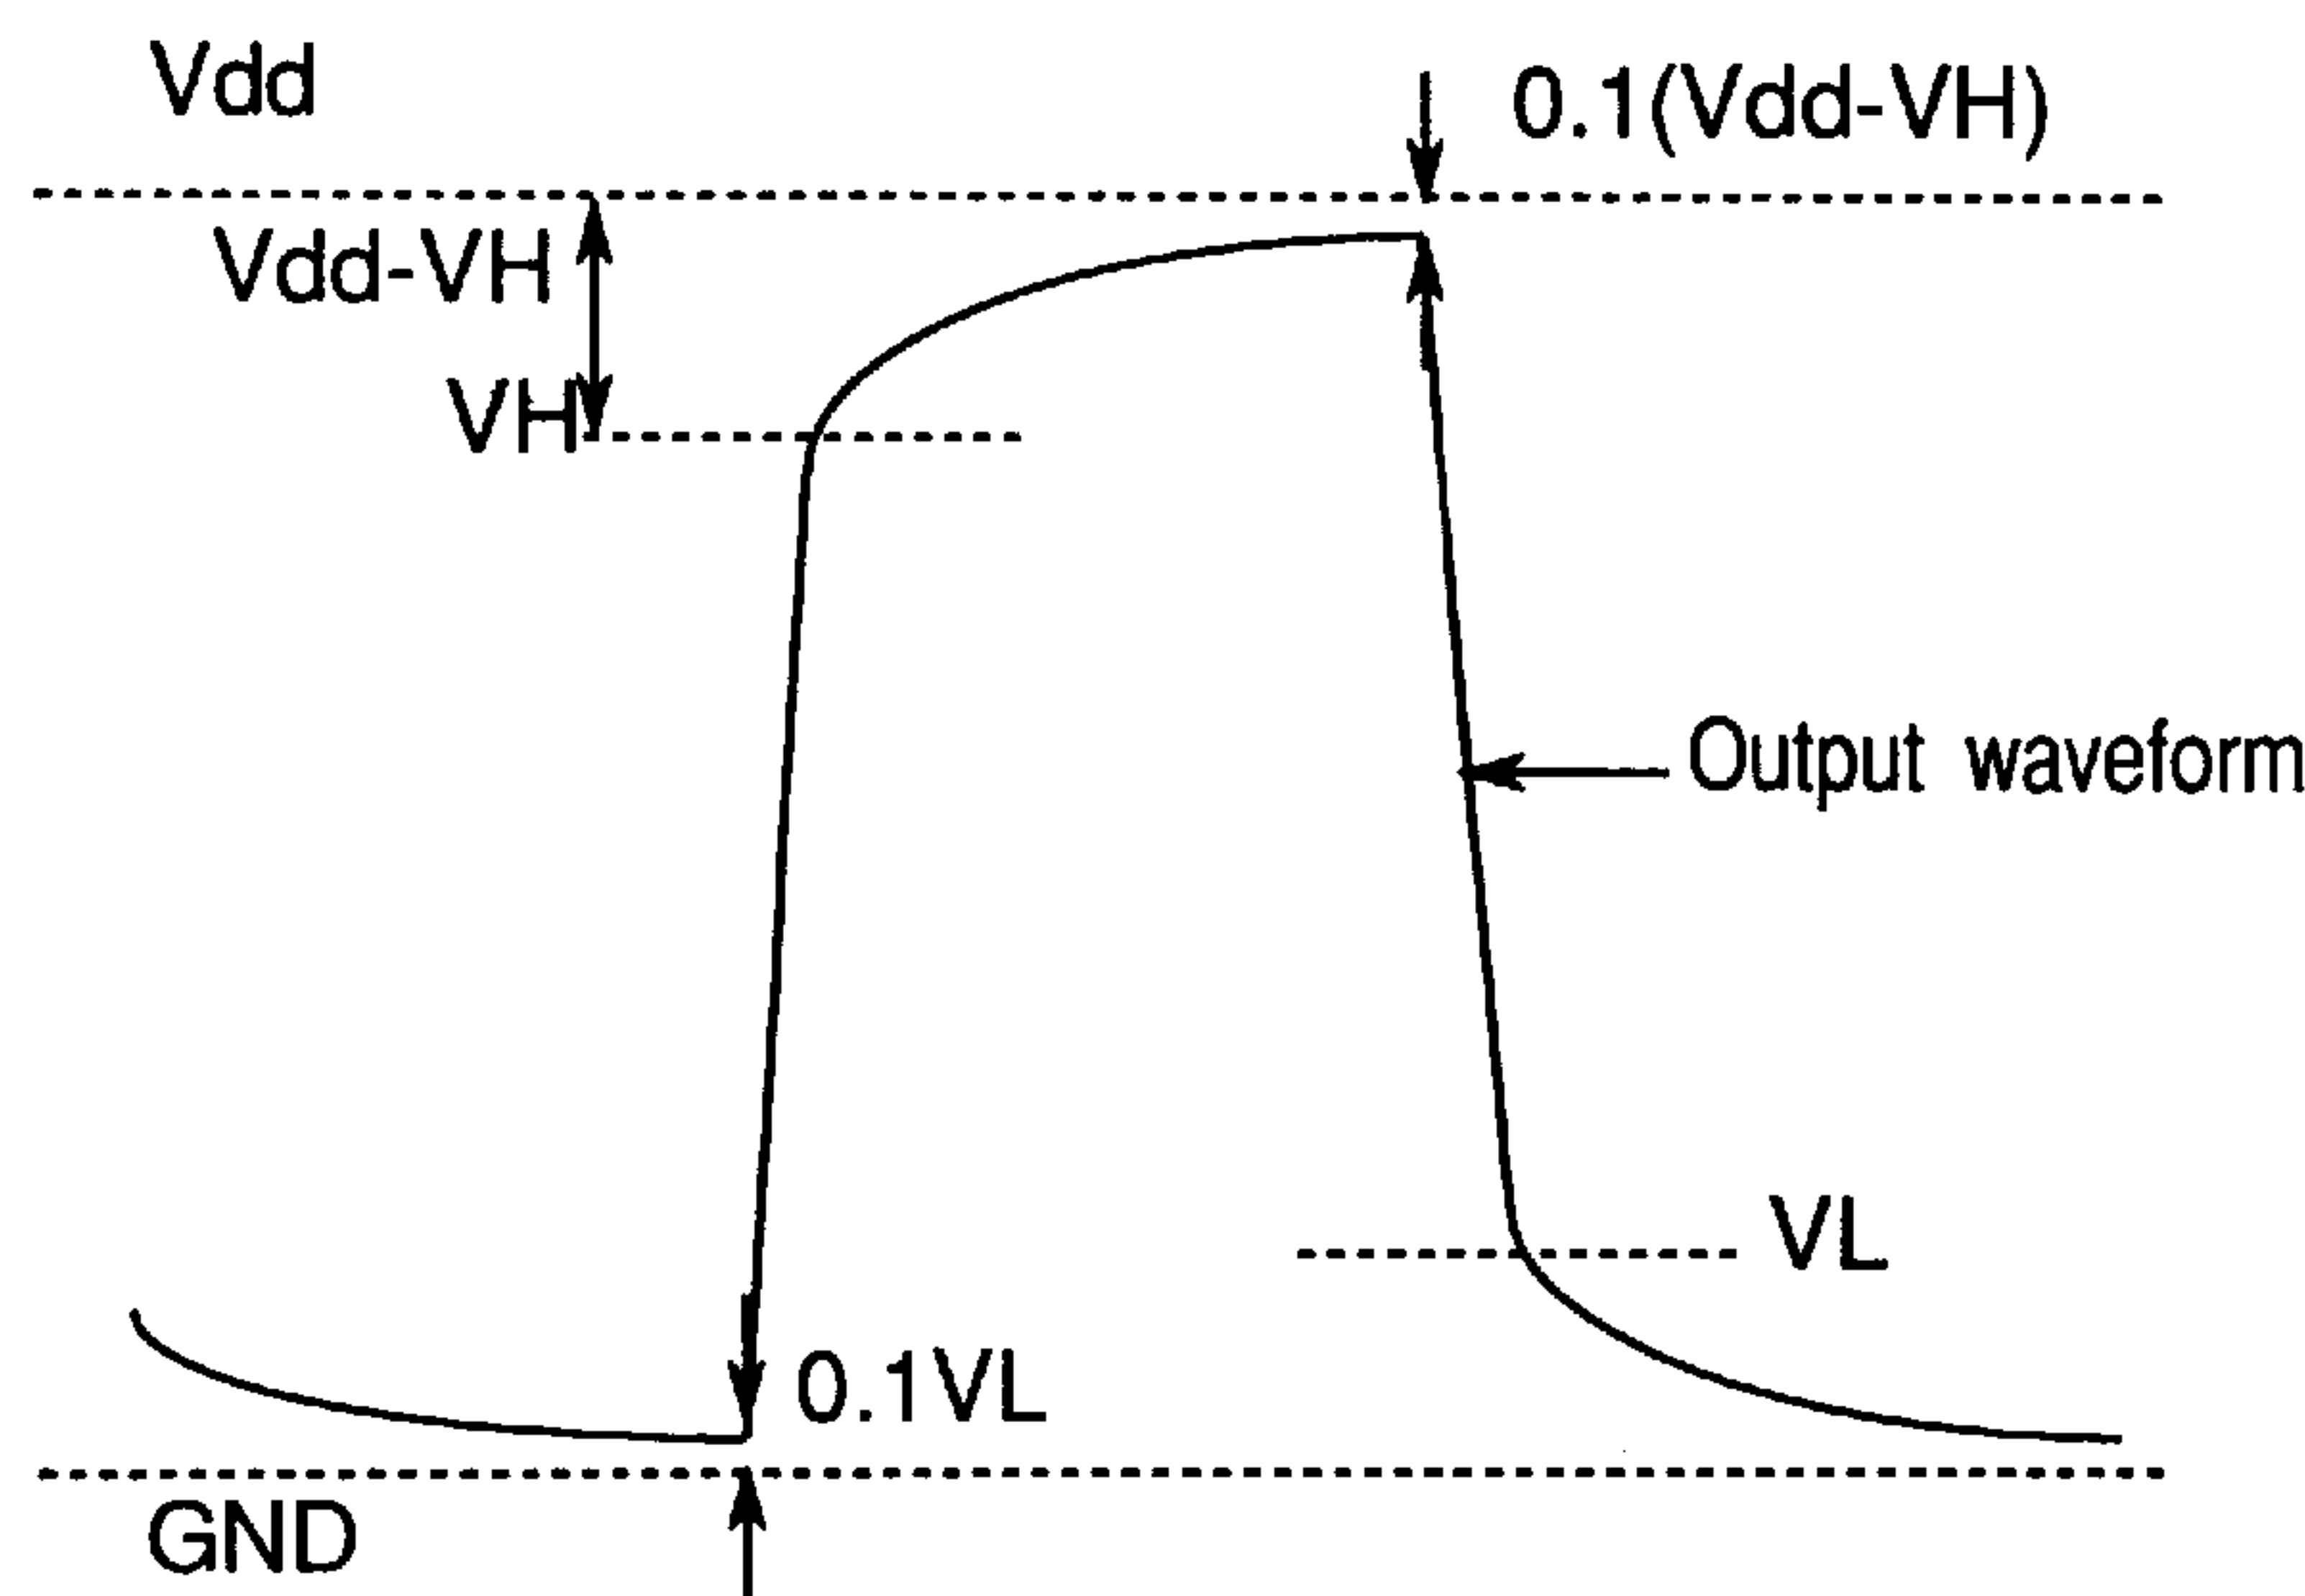 Vdd
0.1(Vdd-VH)
Vdd-VH
VH
Output waveform
VL
0.1VL
GND